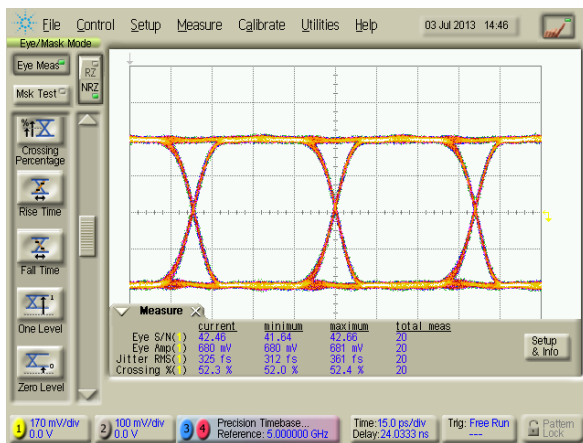 File Control Setup Measure Calibrate Utilities Help 03 Jul 2013 14:46
Eye/Mask Mode
Eye Meas
RZ
NRZ
Msk Test
Crossing
Percentage
Rise Time
Fall Time
One Level
Zero Level
Measure
current minimum maximum total meas
Eye S/N(1) 42.46 41.64 42.66 20
Eye Amp(1) 680 mV 680 mV 681 mV 20
Jitter RMS(1) 325 fs 312 fs 361 fs 20
Crossing %(1) 52.3 % 52.0 % 52.4 % 20
Setup
& Info
1 170 mV/div
0.0 V
2 100 mV/div
0.0 V
3 4 Precision Timebase...
Reference: 5.000000 GHz
Time:15.0 ps/div
Delay:24.0333 ns
Trig: Free Run
---
Pattern
Lock